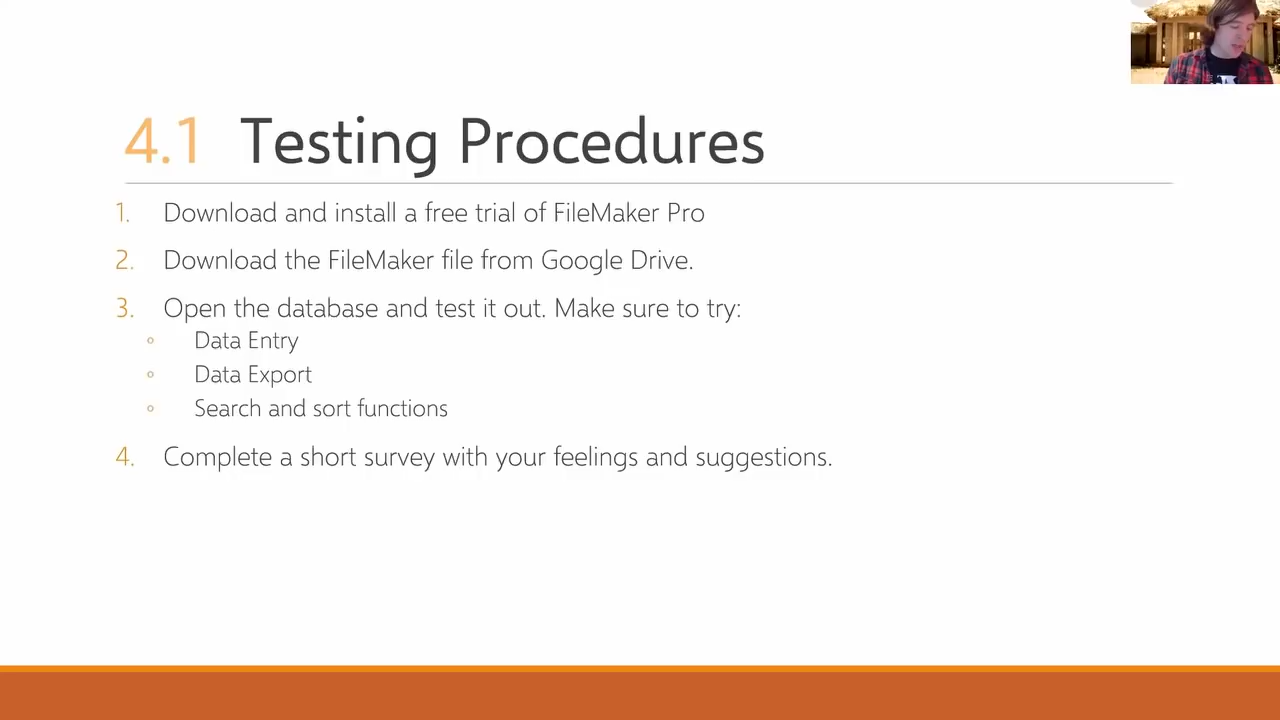 4.1 Testing Procedures
1. Download and install a free trial of FileMaker Pro
2. Download the FileMaker file from Google Drive.
3. Open the database and test it out. Make sure to try:
Data Entry
Data Export
Search and sort functions
4. Complete a short survey with your feelings and suggestions.